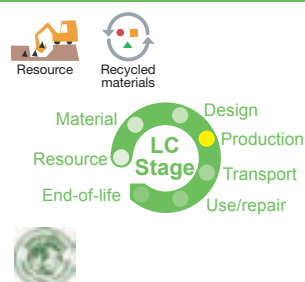 Resource
Recycled
materials
Material
Design
LC
Stage
Production
Resource
Transport
End-of-life
Use/repair